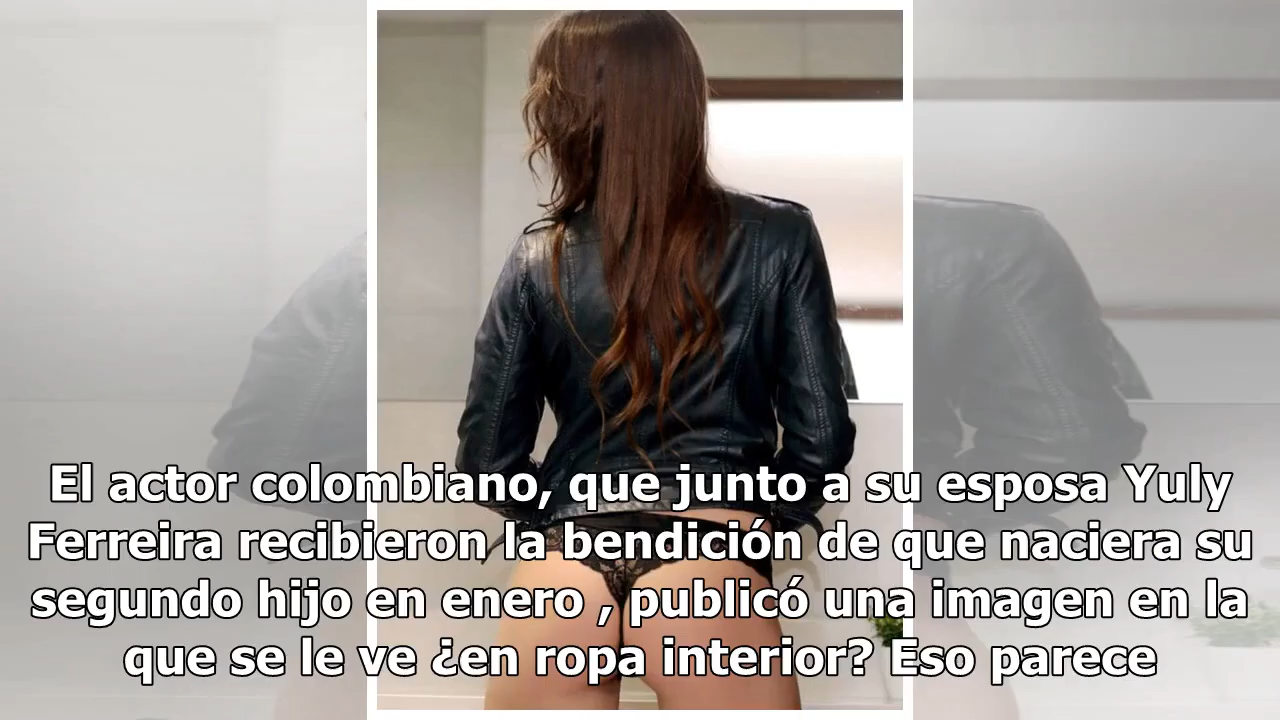 El actor colombiano, que junto a su esposa Yuly
Ferreira recibieron la bendición de que naciera su
segundo hijo en enero , publicó una imagen en la
que se le ve ¿en ropa interior? Eso parece